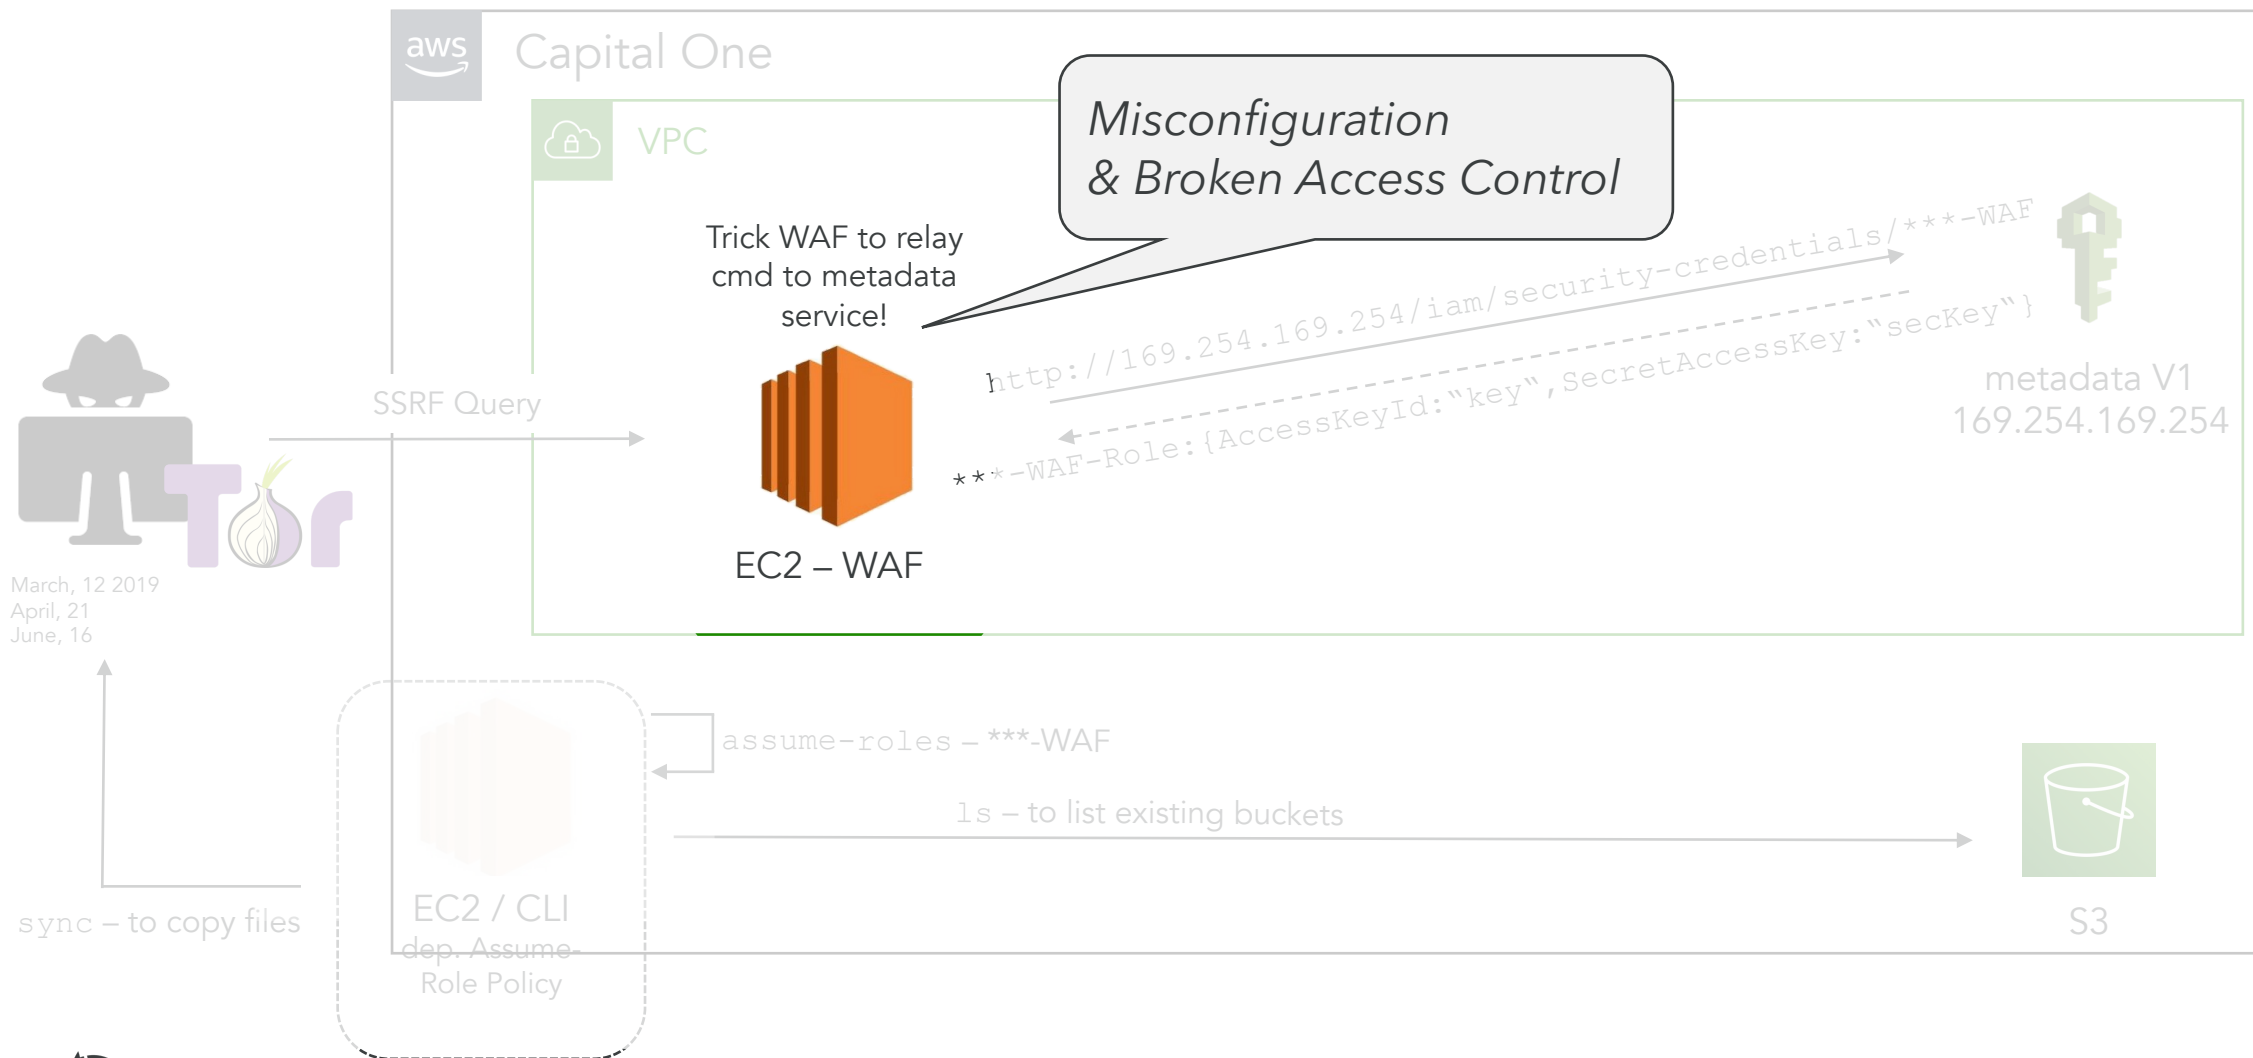 aws
Capital One
VPC
Misconfiguration
& Broken Access Control
Trick WAF to relay
cmd to metadata
service!
http://169.254.169.254/iam/security-credentials/***-WAF
***-WAF-Role:{AccessKeyId:“key“,SecretAccessKey:“secKey“}
metadata V1
169.254.169.254
SSRF Query
Tor
EC2 – WAF
March, 12 2019
April, 21
June, 16
assume-roles – ***-WAF
ls – to list existing buckets
sync – to copy files
EC2 / CLI
dep. Assume-
Role Policy
S3